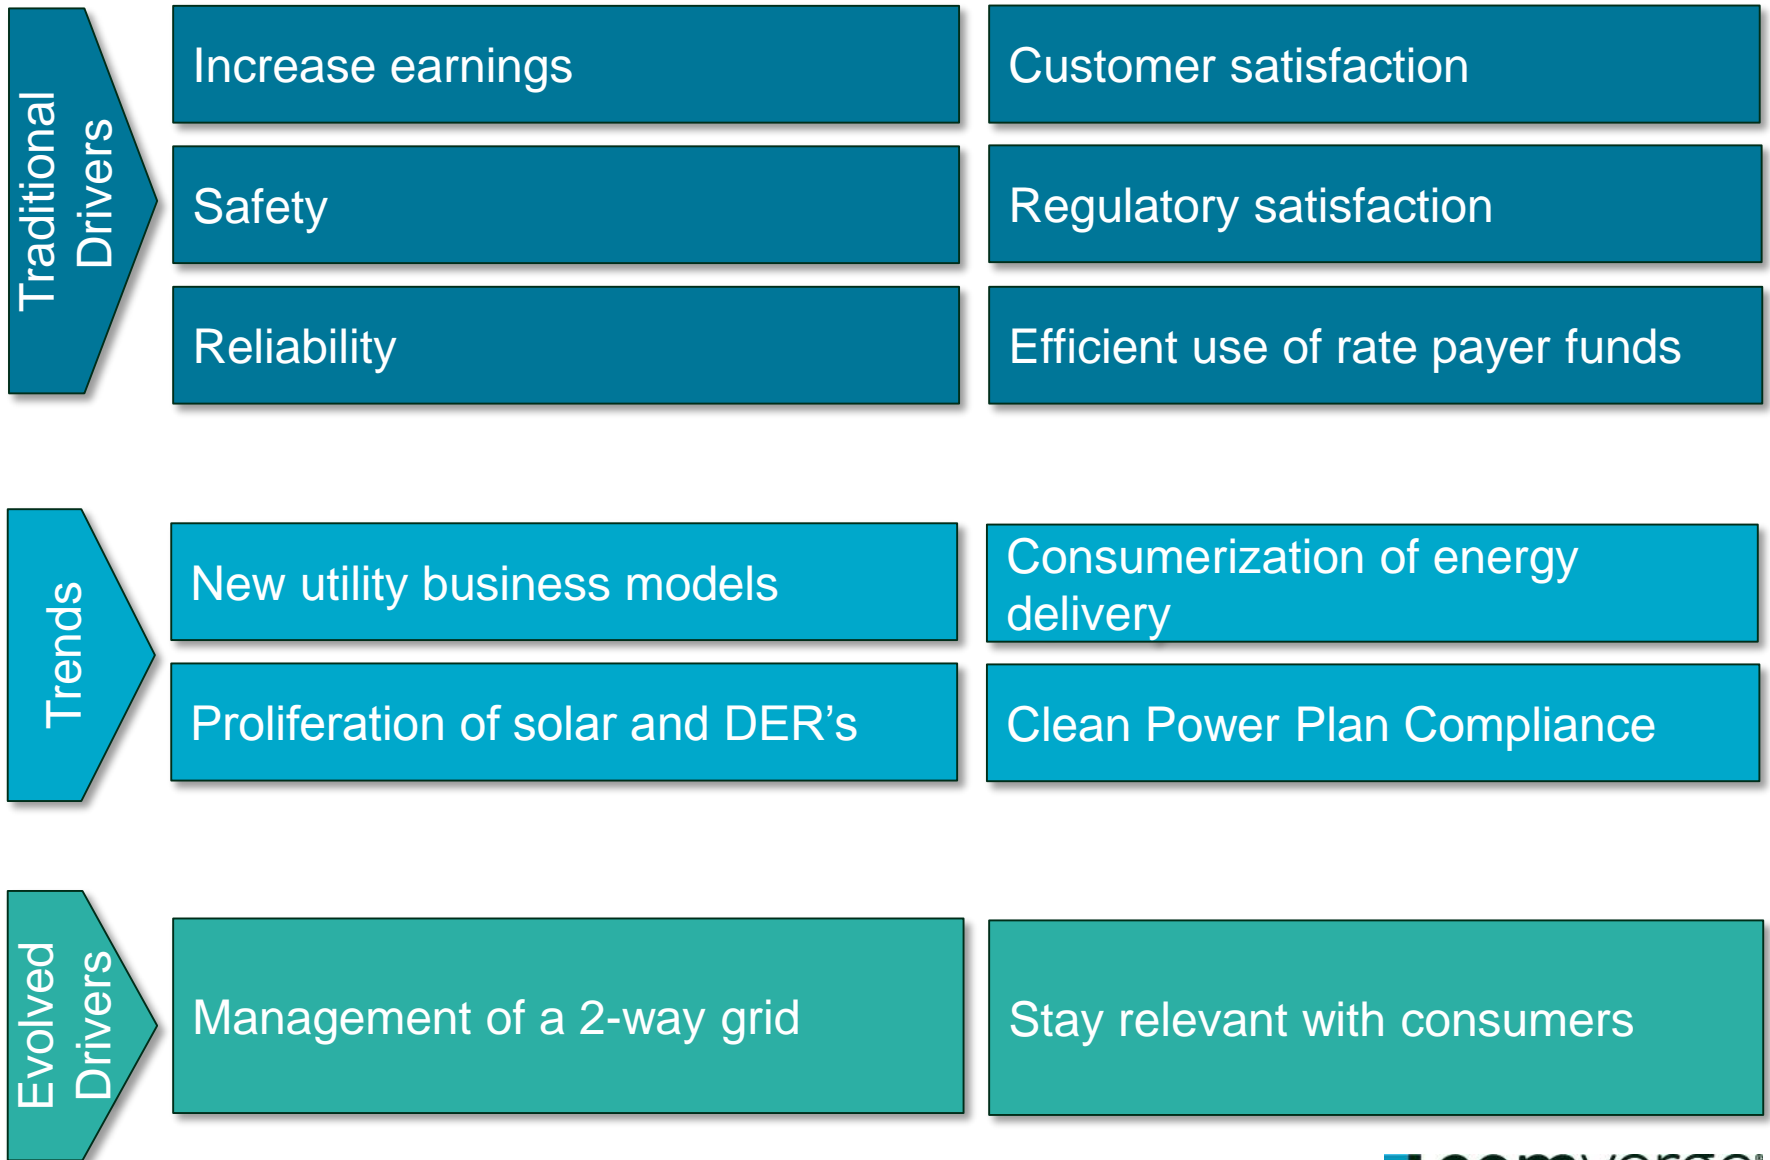 Traditional
Drivers
Increase earnings
Customer satisfaction
Safety
Regulatory satisfaction
Reliability
Efficient use of rate payer funds
Trends
New utility business models
Consumerization of energy
delivery
Proliferation of solar and DER's
Clean Power Plan Compliance
Evolved
Drivers
Management of a 2-way grid
Stay relevant with consumers
comverge®